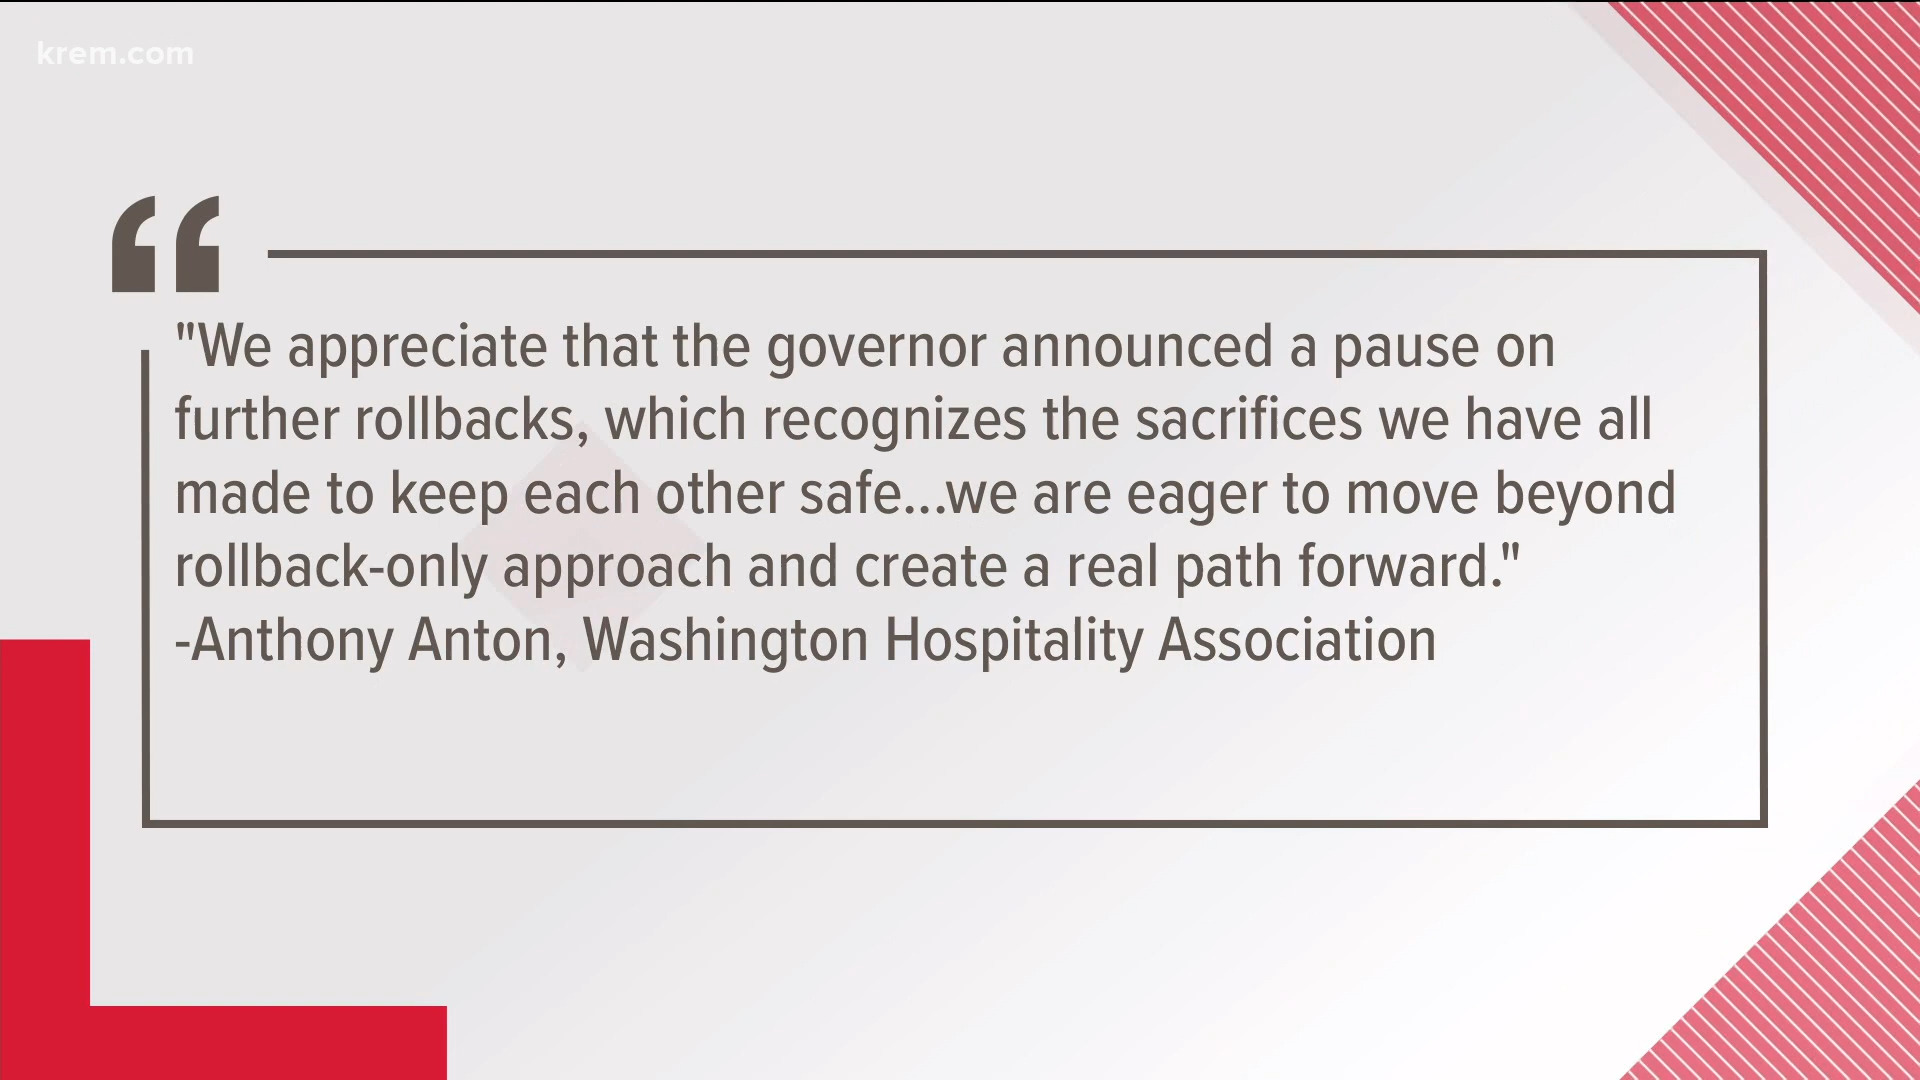 krem.com
"We appreciate that the governor announced a pause on
further rollbacks, which recognizes the sacrifices we have all
made to keep each other safe...we are eager to move beyond
rollback-only approach and create a real path forward."
-Anthony Anton, Washington Hospitality Association